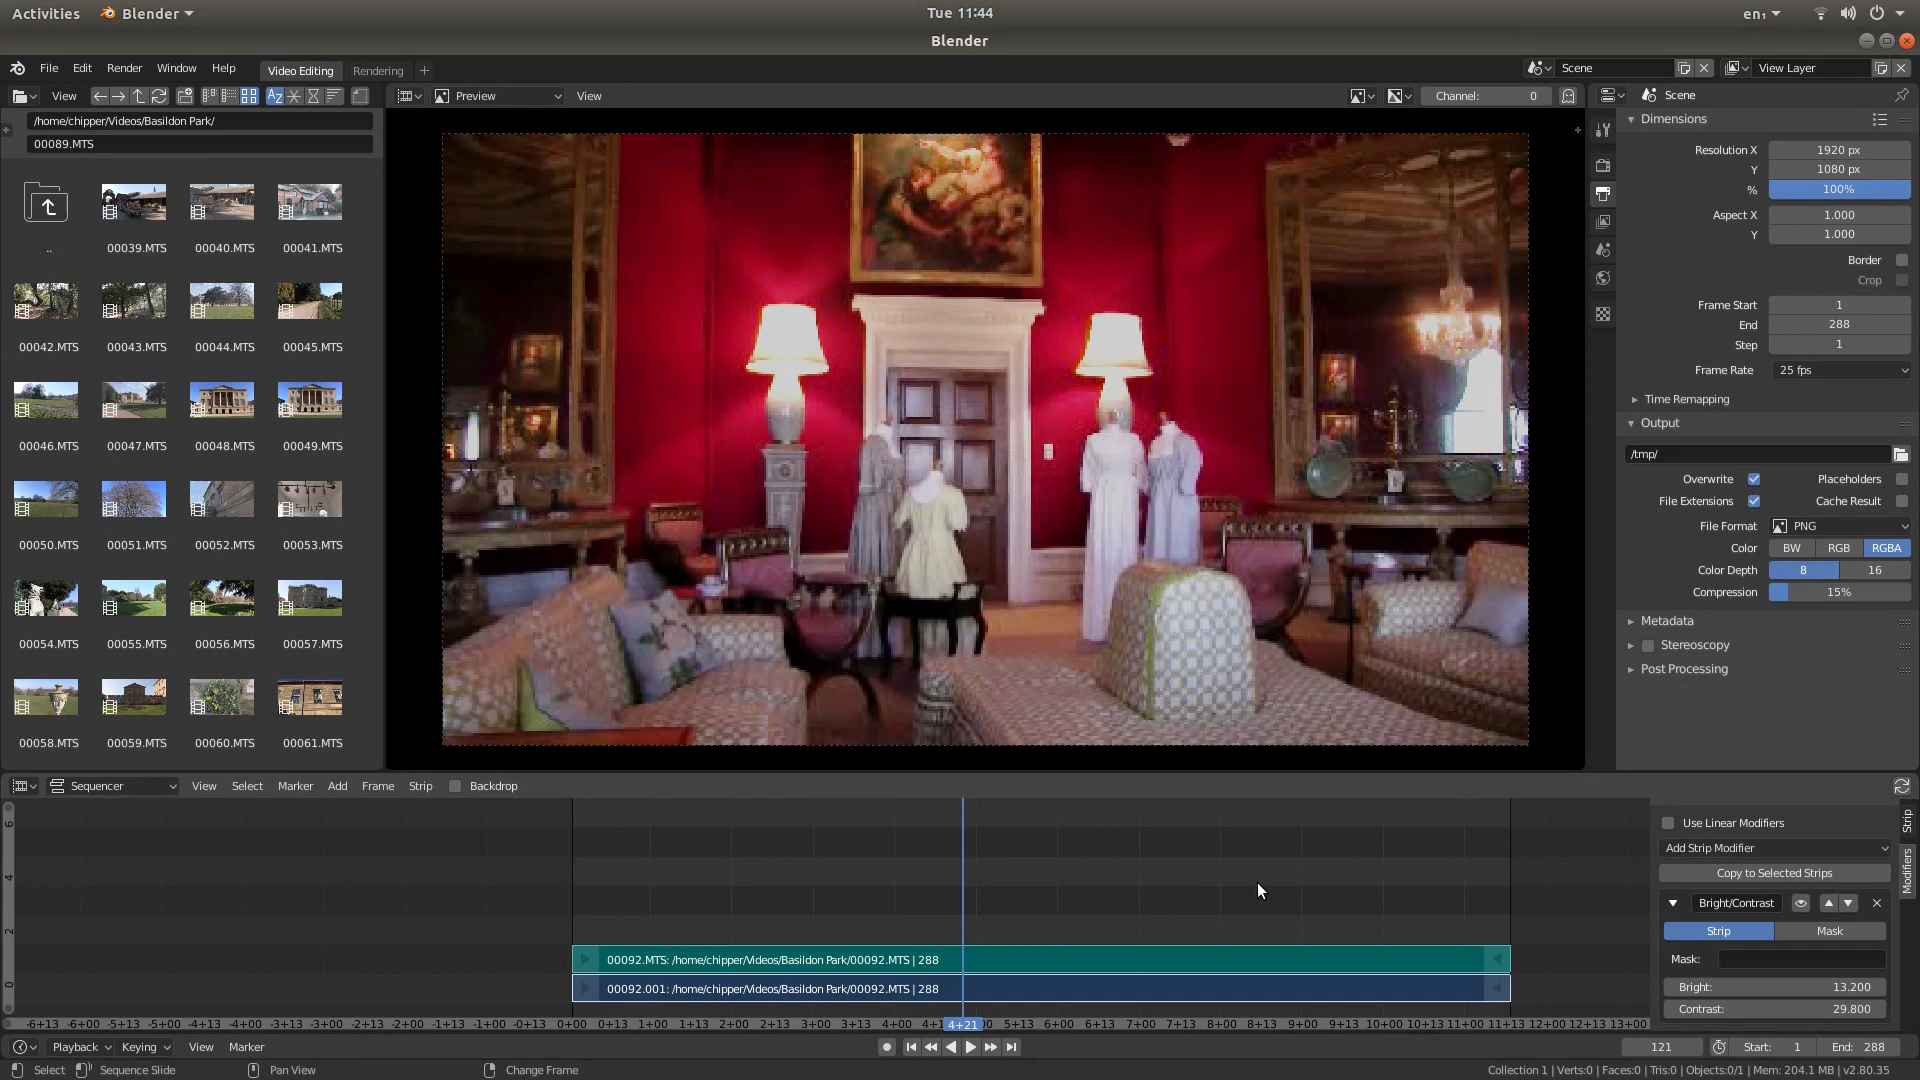 Activities Blender Tue 11:44 en₁
Blender
File Edit Render Window Help Video Editing Rendering + Scene View Layer
View Preview View Channel: 0 Scene
/home/chipper/Videos/Basildon Park/
00089.MTS
.. 00039.MTS 00040.MTS 00041.MTS
00042.MTS 00043.MTS 00044.MTS 00045.MTS
00046.MTS 00047.MTS 00048.MTS 00049.MTS
00050.MTS 00051.MTS 00052.MTS 00053.MTS
00054.MTS 00055.MTS 00056.MTS 00057.MTS
00058.MTS 00059.MTS 00060.MTS 00061.MTS
Dimensions
Resolution X 1920 px
Y 1080 px
% 100%
Aspect X 1.000
Y 1.000
Border
Crop
Frame Start 1
End 288
Step 1
Frame Rate 25 fps
Time Remapping
Output
/tmp/
Overwrite Placeholders
File Extensions Cache Result
File Format PNG
Color BW RGB RGBA
Color Depth 8 16
Compression 15%
Metadata
Stereoscopy
Post Processing
Sequencer View Select Marker Add Frame Strip Backdrop
6
4
2
0
00092.MTS: /home/chipper/Videos/Basildon Park/00092.MTS | 288
00092.001: /home/chipper/Videos/Basildon Park/00092.MTS | 288
-6+13 -6+00 -5+13 -5+00 -4+13 -4+00 -3+13 -3+00 -2+13 -2+00 -1+13 -1+00 -0+13 0+00 0+13 1+00 1+13 2+00 2+13 3+00 3+13 4+00 4+21 5+13 6+00 6+13 7+00 7+13 8+00 8+13 9+00 9+13 10+00 10+13 11+00 11+13 12+00 12+13 13+00
Use Linear Modifiers
Add Strip Modifier
Copy to Selected Strips
Bright/Contrast
Strip Mask
Mask:
Bright: 13.200
Contrast: 29.800
Strip
Modifiers
Playback Keying View Marker 121 Start: 1 End: 288
Select Sequence Slide Pan View Change Frame Collection 1 | Verts:0 | Faces:0 | Tris:0 | Objects:0/1 | Mem: 204.1 MB | v2.80.35